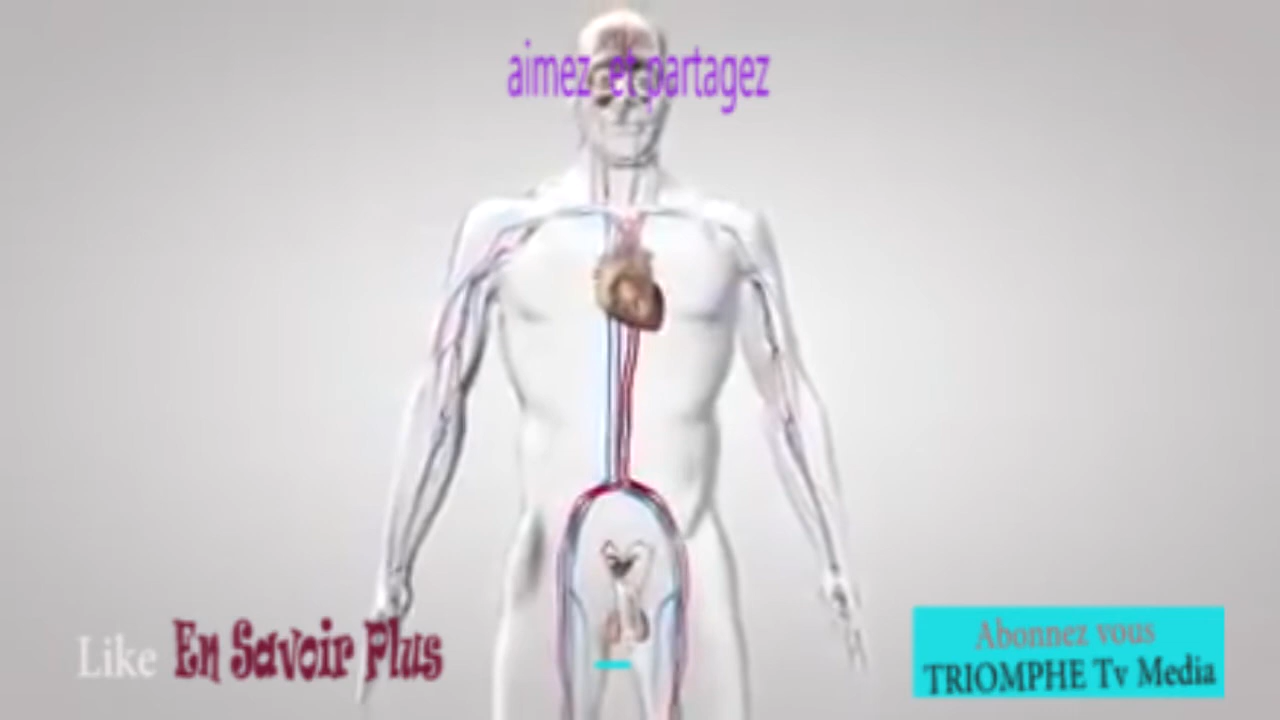 aimez et partagez
Like En Savoir Plus
Abonnez vous
TRIOMPHE Tv Media